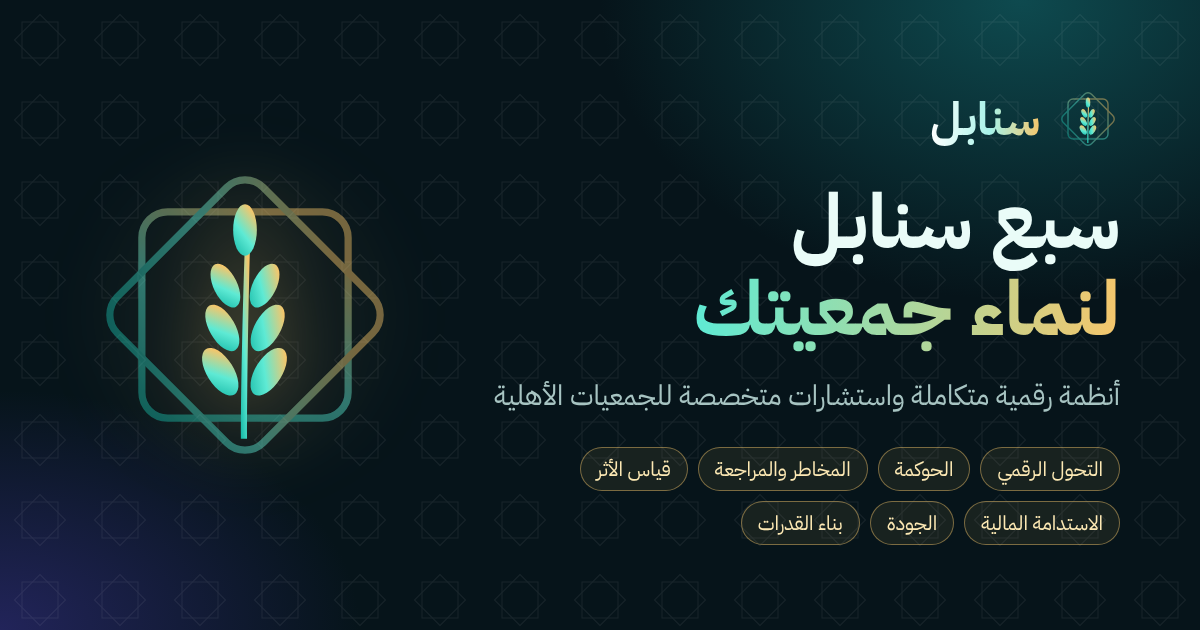 سنابل
سبع سنابل
لنماء جمعيتك
أنظمة رقمية متكاملة واستشارات متخصصة للجمعيات الأهلية
التحول الرقمي الحوكمة المخاطر والمراجعة قياس الأثر
الاستدامة المالية الجودة بناء القدرات